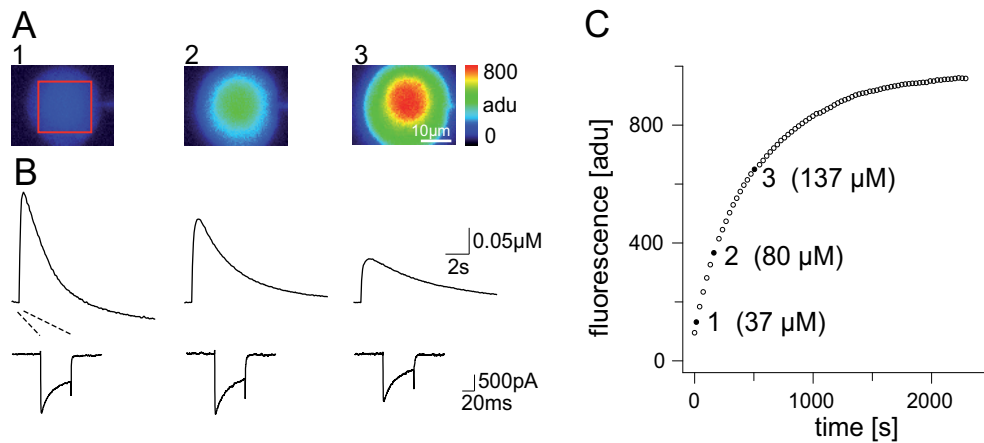 A
1
2
3
800
adu
0
10µm
B
0.05µM
2s
500pA
20ms
C
fluorescence [adu]
800
400
0
3 (137 µM)
2 (80 µM)
1 (37 µM)
0
1000
2000
time [s]